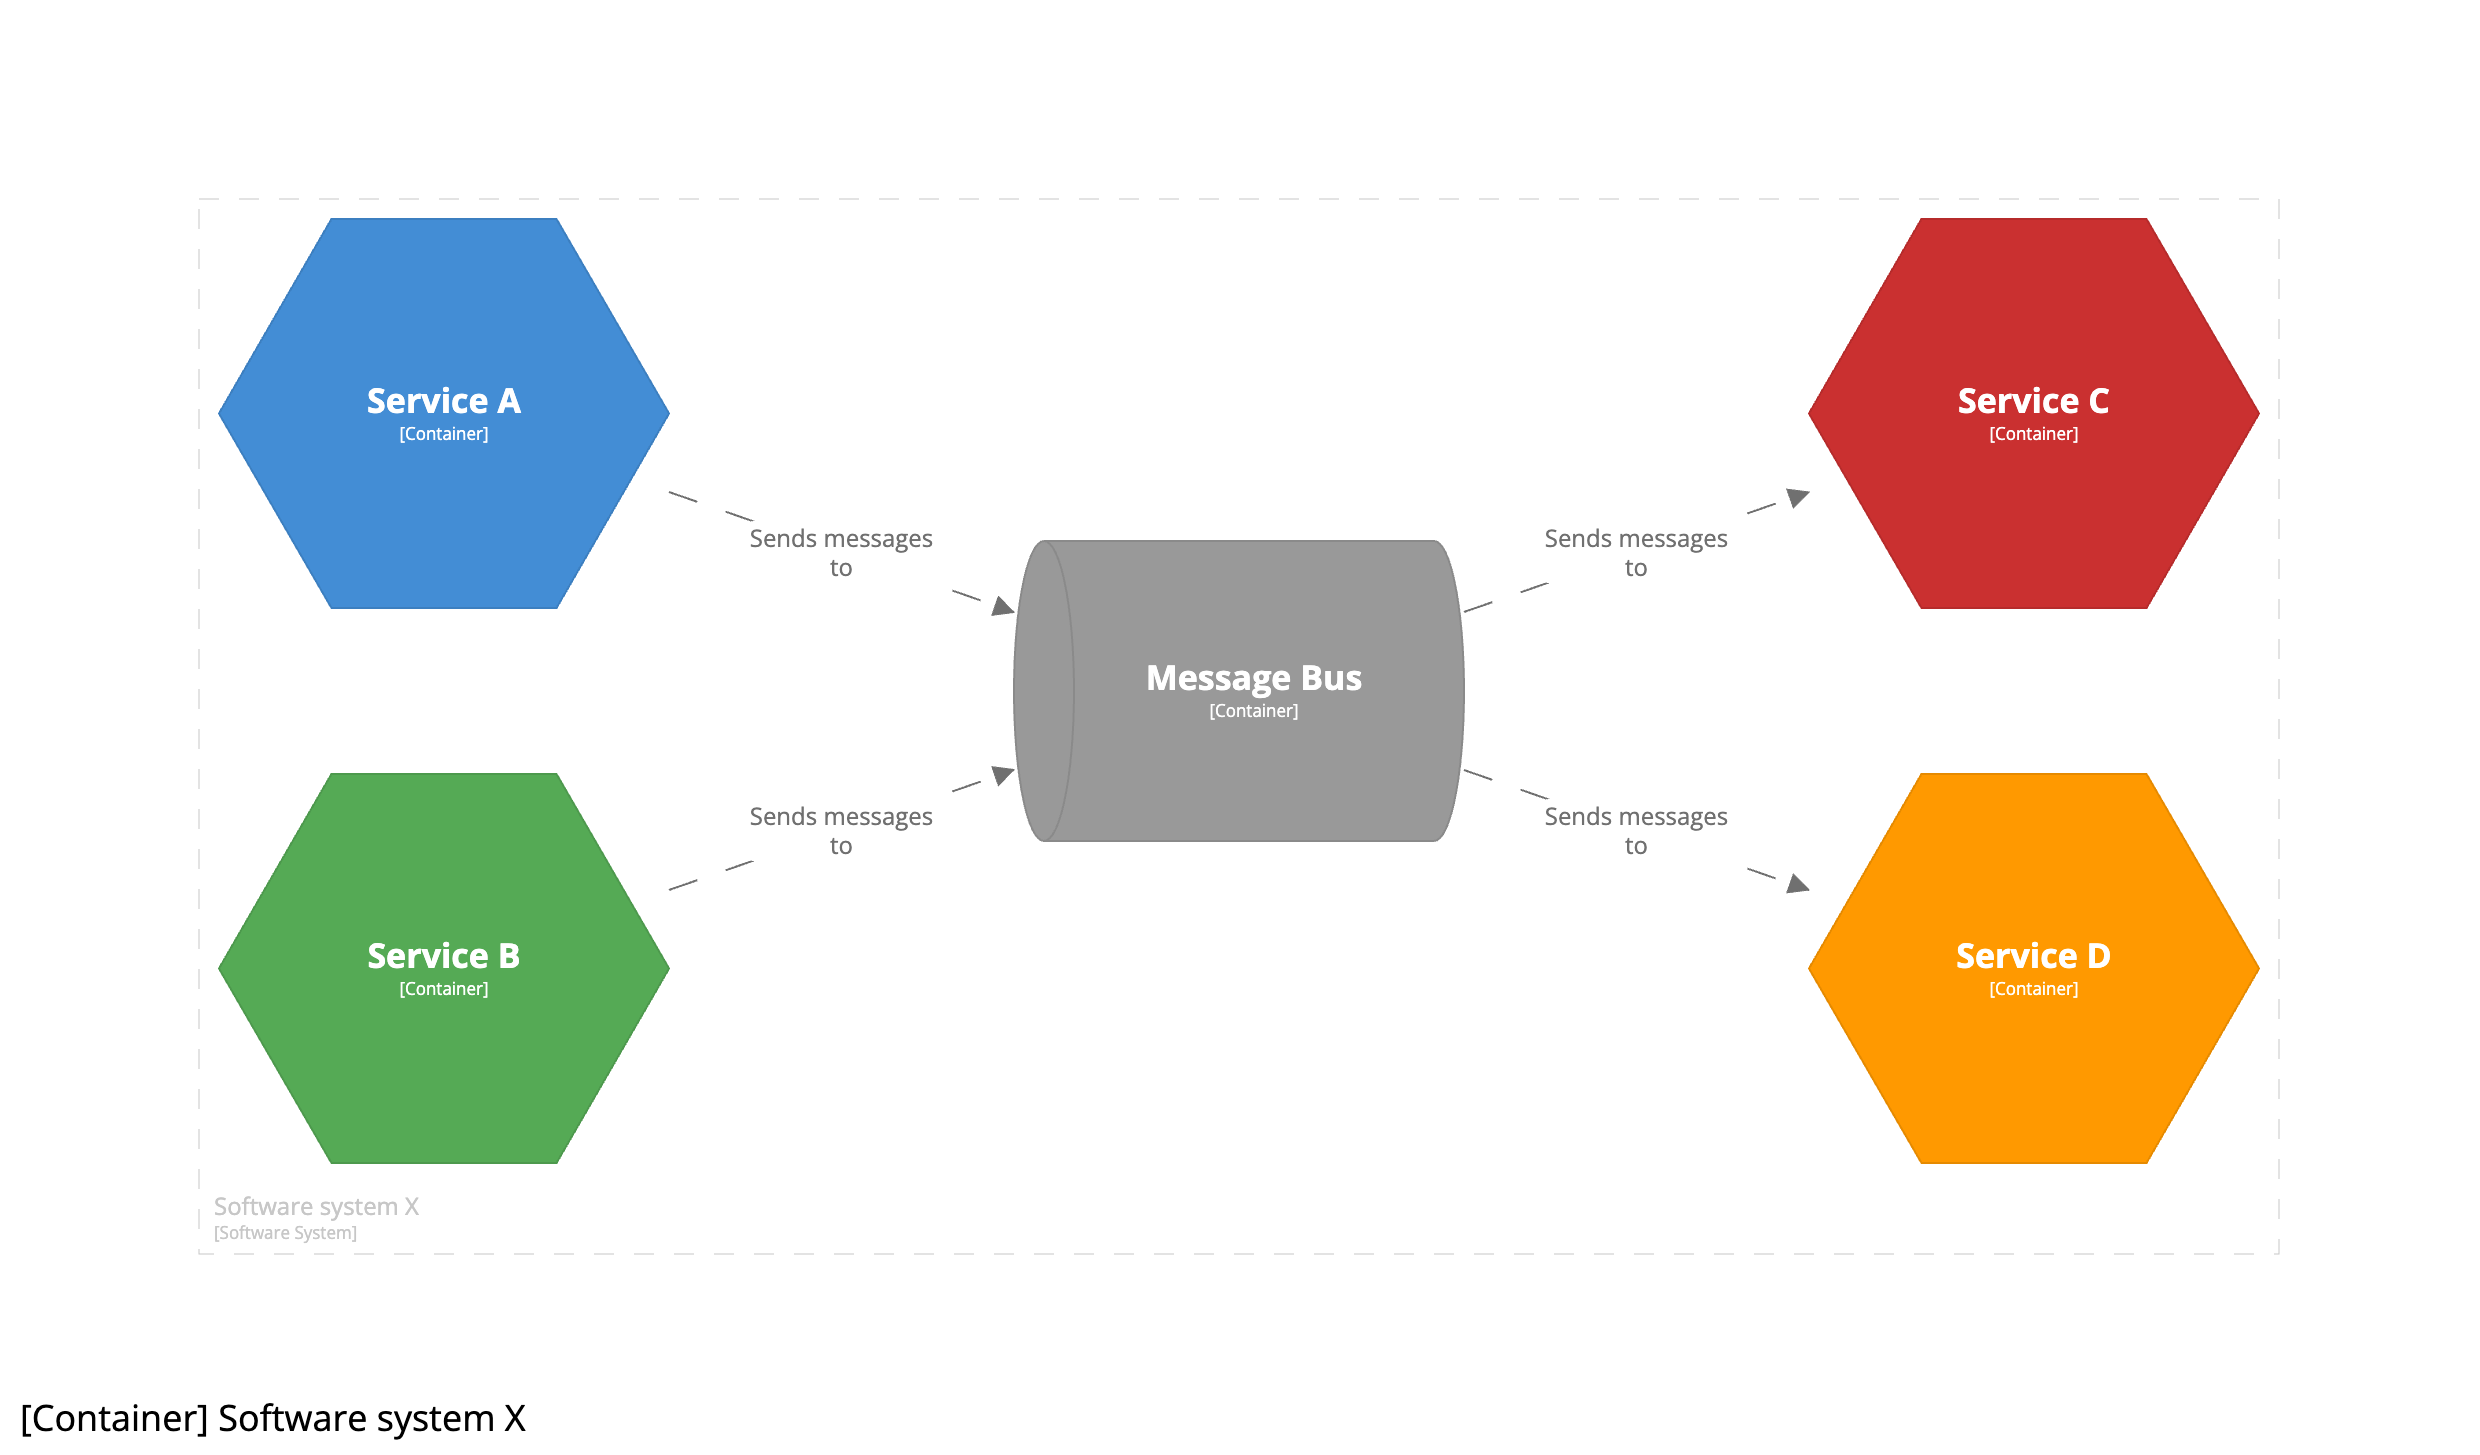 Service A
[Container]
Service C
[Container]
Sends messages
to
Sends messages
to
Message Bus
[Container]
Sends messages
to
Sends messages
to
Service B
[Container]
Service D
[Container]
Software system X
[Software System]
[Container] Software system X